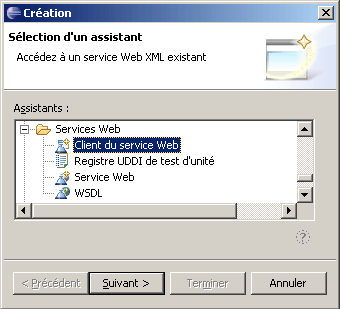 Création
Sélection d'un assistant
Accédez à un service Web XML existant
Assistants :
Services Web
Client du service Web
Registre UDDI de test d'unité
Service Web
WSDL
< Précédent
Suivant >
Terminer
Annuler